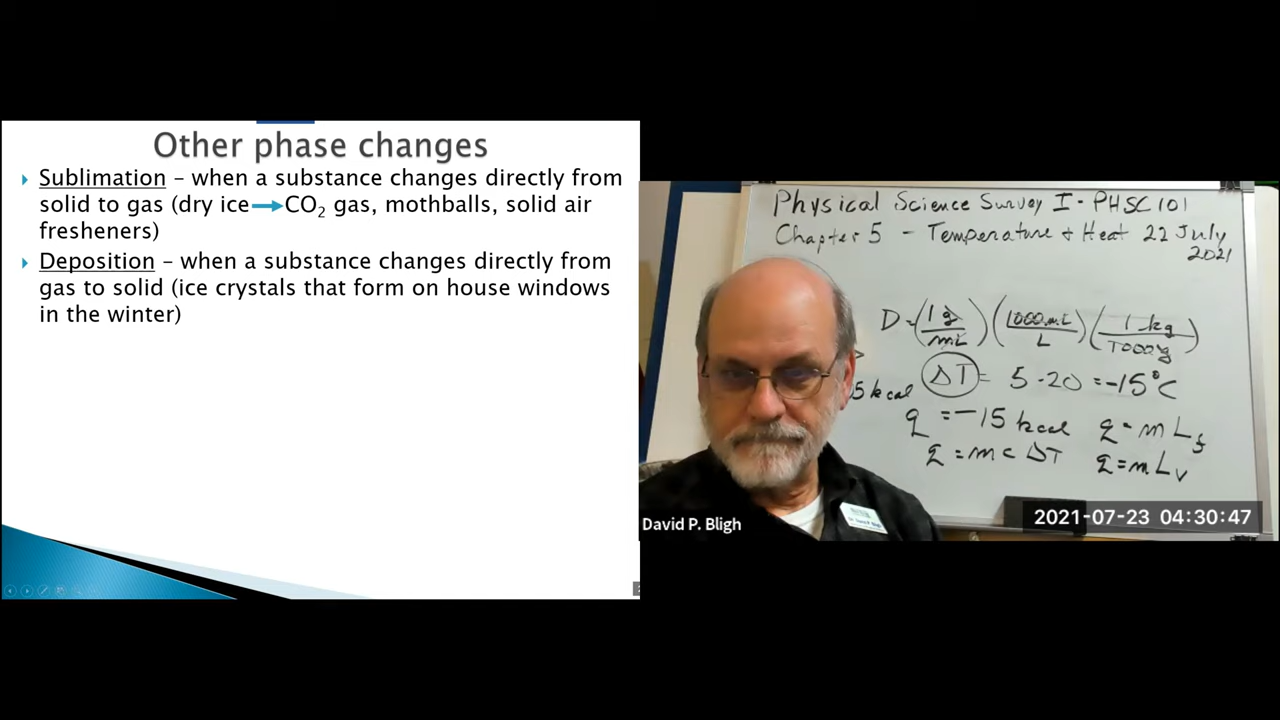 Other phase changes
Sublimation – when a substance changes directly from
solid to gas (dry ice→CO₂ gas, mothballs, solid air
fresheners)
Deposition – when a substance changes directly from
gas to solid (ice crystals that form on house windows
in the winter)
Physical Science Survey I - PHSC 101
Chapter 5 - Temperature + Heat 22 July
2021
D = (1 g / mL) (1000 mL / L) (1 kg / 1000 g)
5 kcal ΔT = 5 - 20 = -15°C
q = -15 kcal q = m L f
q = m c ΔT q = m L v
David P. Bligh
2021-07-23 04:30:47